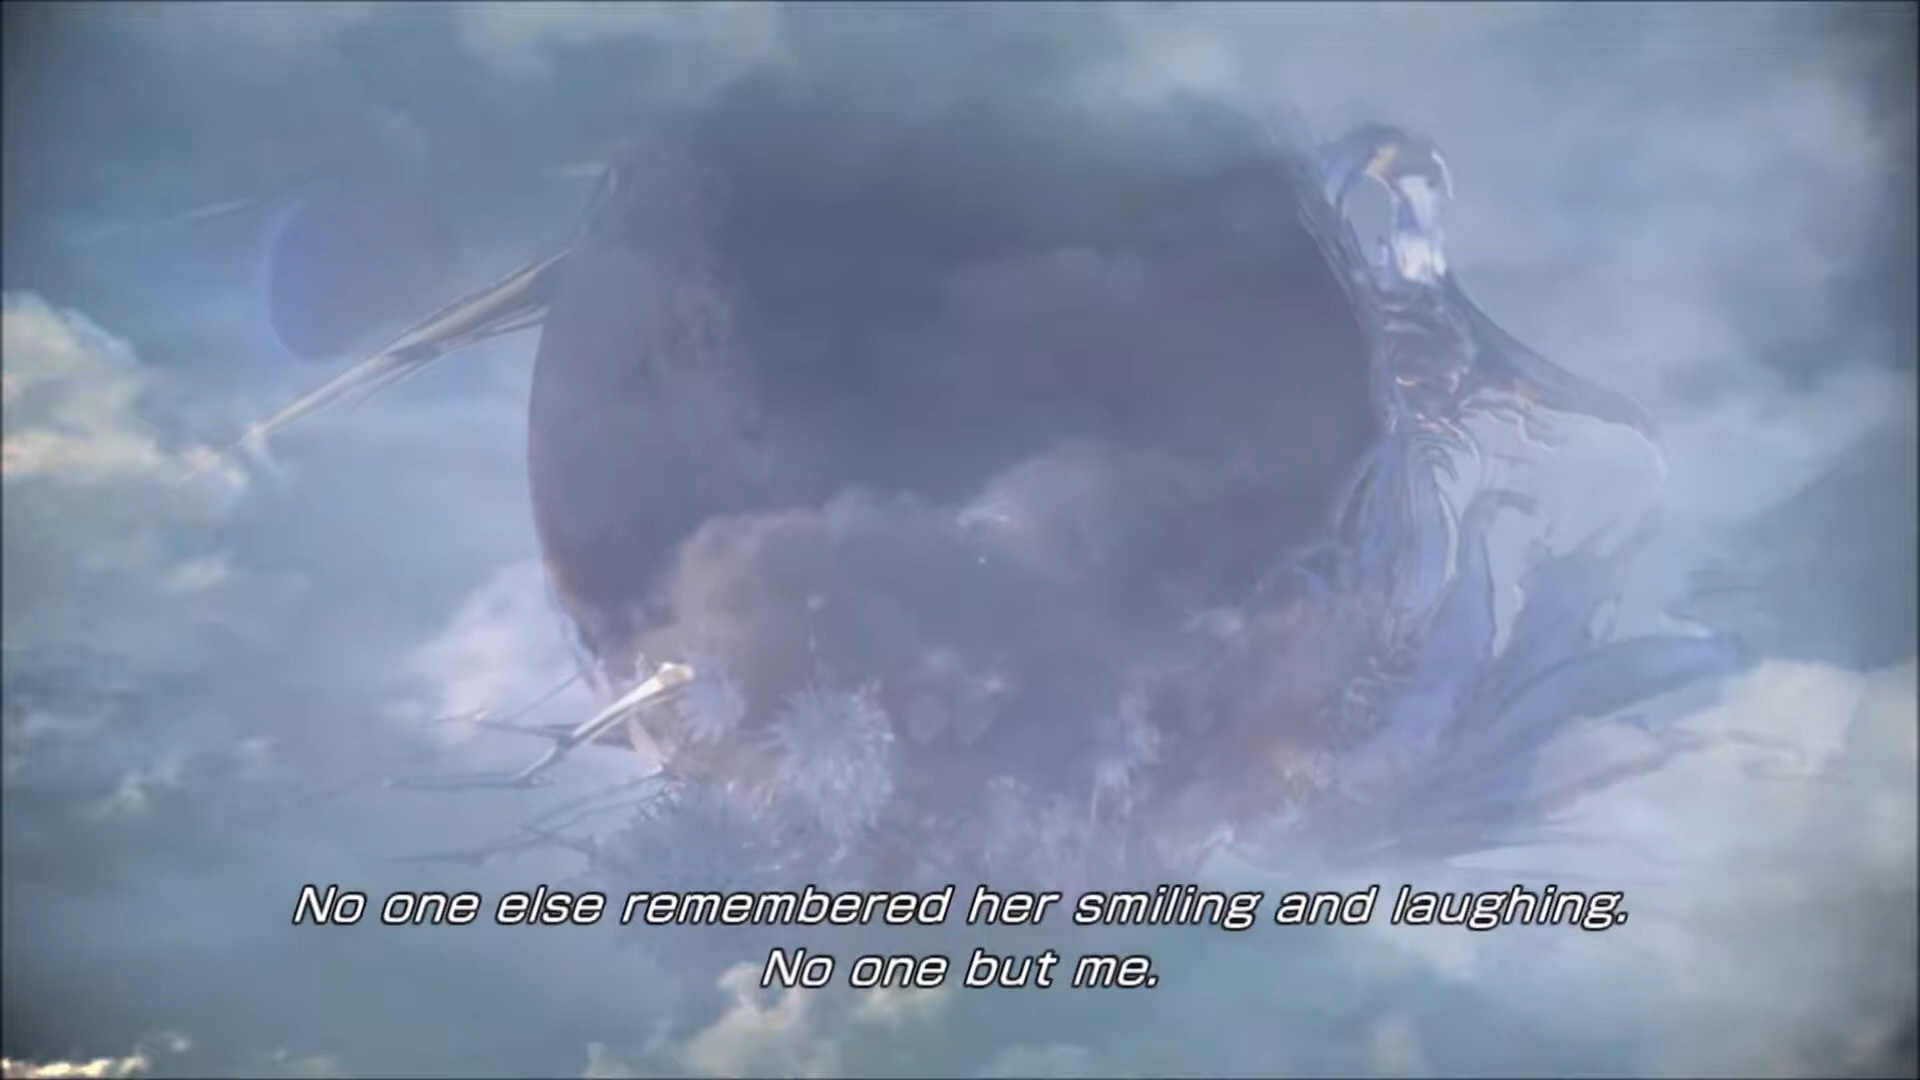 No one else remembered her smiling and laughing.
No one but me.